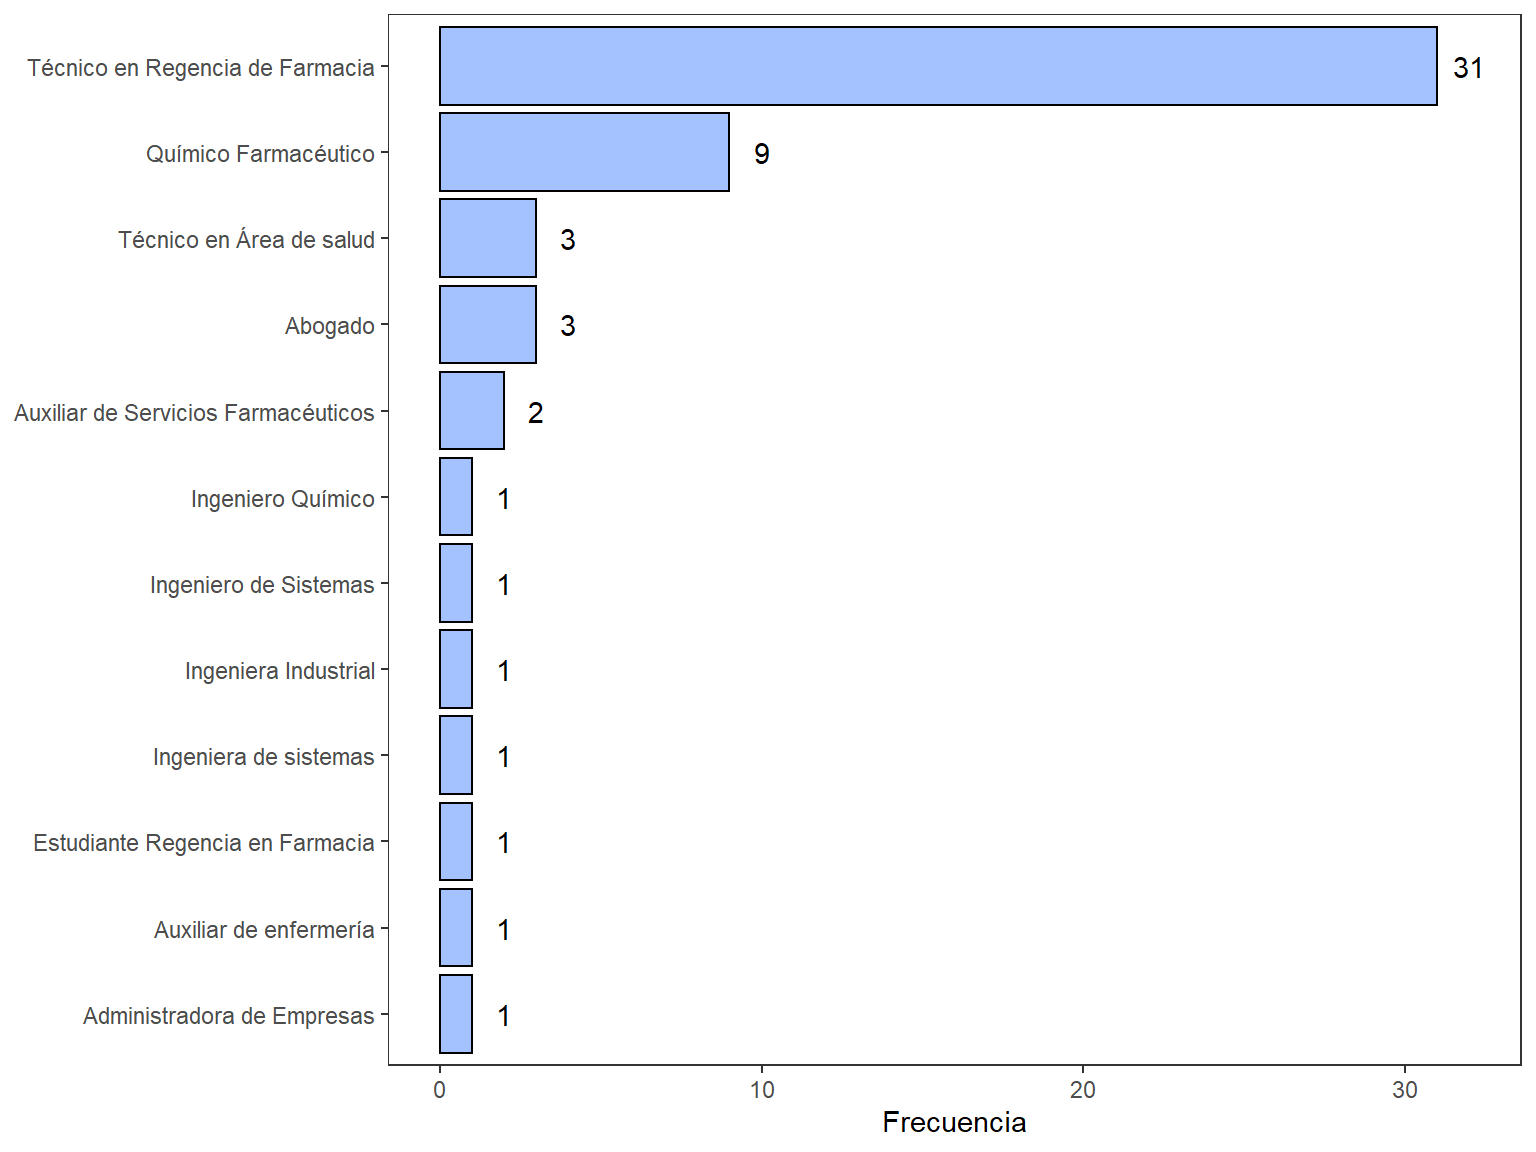 Técnico en Regencia de Farmacia 31
Químico Farmacéutico 9
Técnico en Área de salud 3
Abogado 3
Auxiliar de Servicios Farmacéuticos 2
Ingeniero Químico 1
Ingeniero de Sistemas 1
Ingeniera Industrial 1
Ingeniera de sistemas 1
Estudiante Regencia en Farmacia 1
Auxiliar de enfermería 1
Administradora de Empresas 1
0 10 20 30
Frecuencia